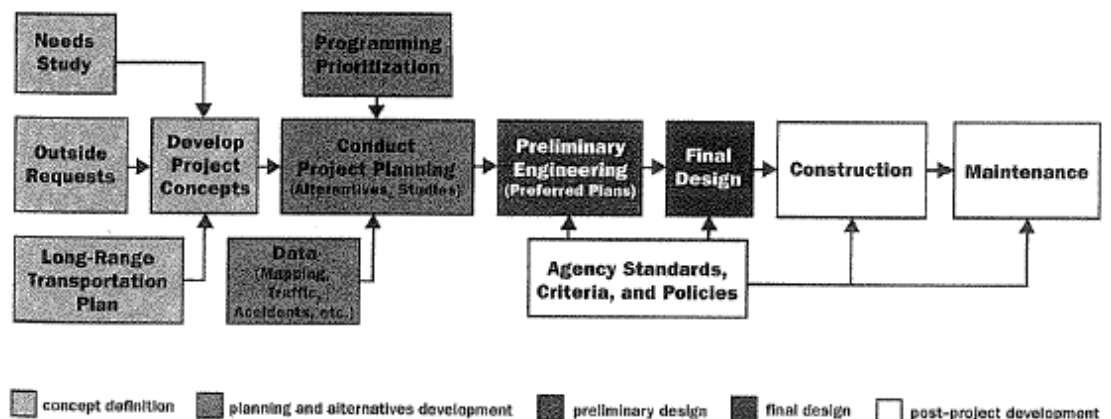 Needs
Study
Programming
Prioritization
Outside
Requests
Develop
Project
Concepts
Conduct
Project Planning
(Alternatives, Studies)
Preliminary
Engineering
(Preferred Plans)
Final
Design
Construction
Maintenance
Long-Range
Transportation
Plan
Data
(Mapping,
Traffic,
Accidents, etc.)
Agency Standards,
Criteria, and Policies
concept definition
planning and alternatives development
preliminary design
final design
post-project development